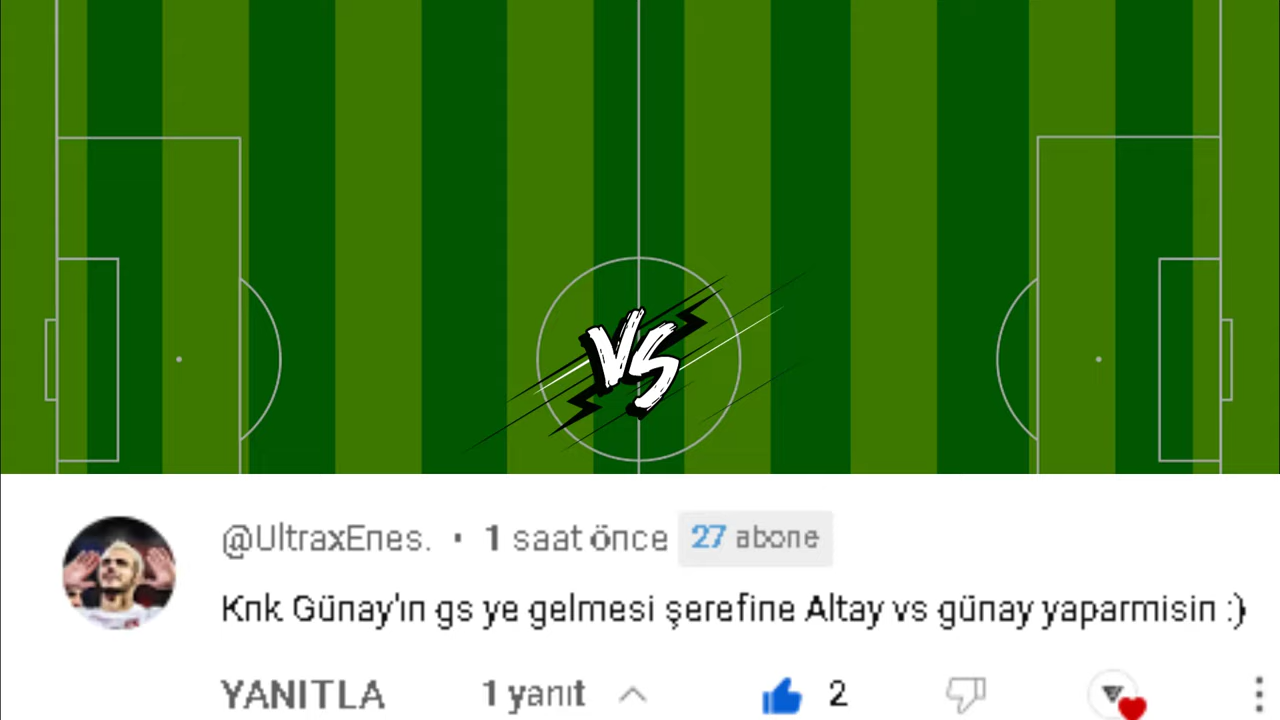 VS
@UltraxEnes. · 1 saat önce 27 abone
Knk Günay'ın gs ye gelmesi şerefine Altay vs günay yaparmisin :)
YANITLA 1 yanıt 2